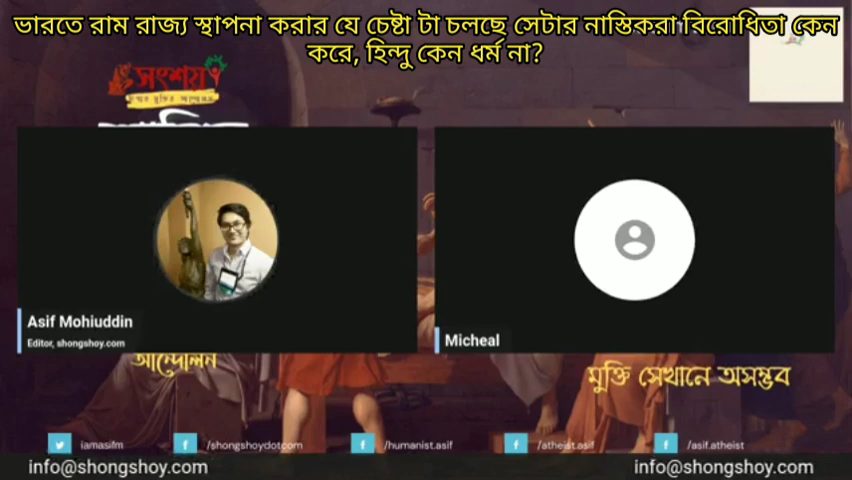 ভারতে রাম রাজ্য স্থাপনা করার যে চেষ্টা টা চলছে সেটার নাস্তিকরা বিরোধিতা কেন
করে, হিন্দু কেন ধর্ম না?
সংশয়
Asif Mohiuddin
Editor, shongshoy.com
Micheal
আন্দোলন
মুক্তি সেখানে অসম্ভব
iamasifm
/shongshoydotcom
/humanist.asif
/atheist.asif
/asif.atheist
info@shongshoy.com
info@shongshoy.com